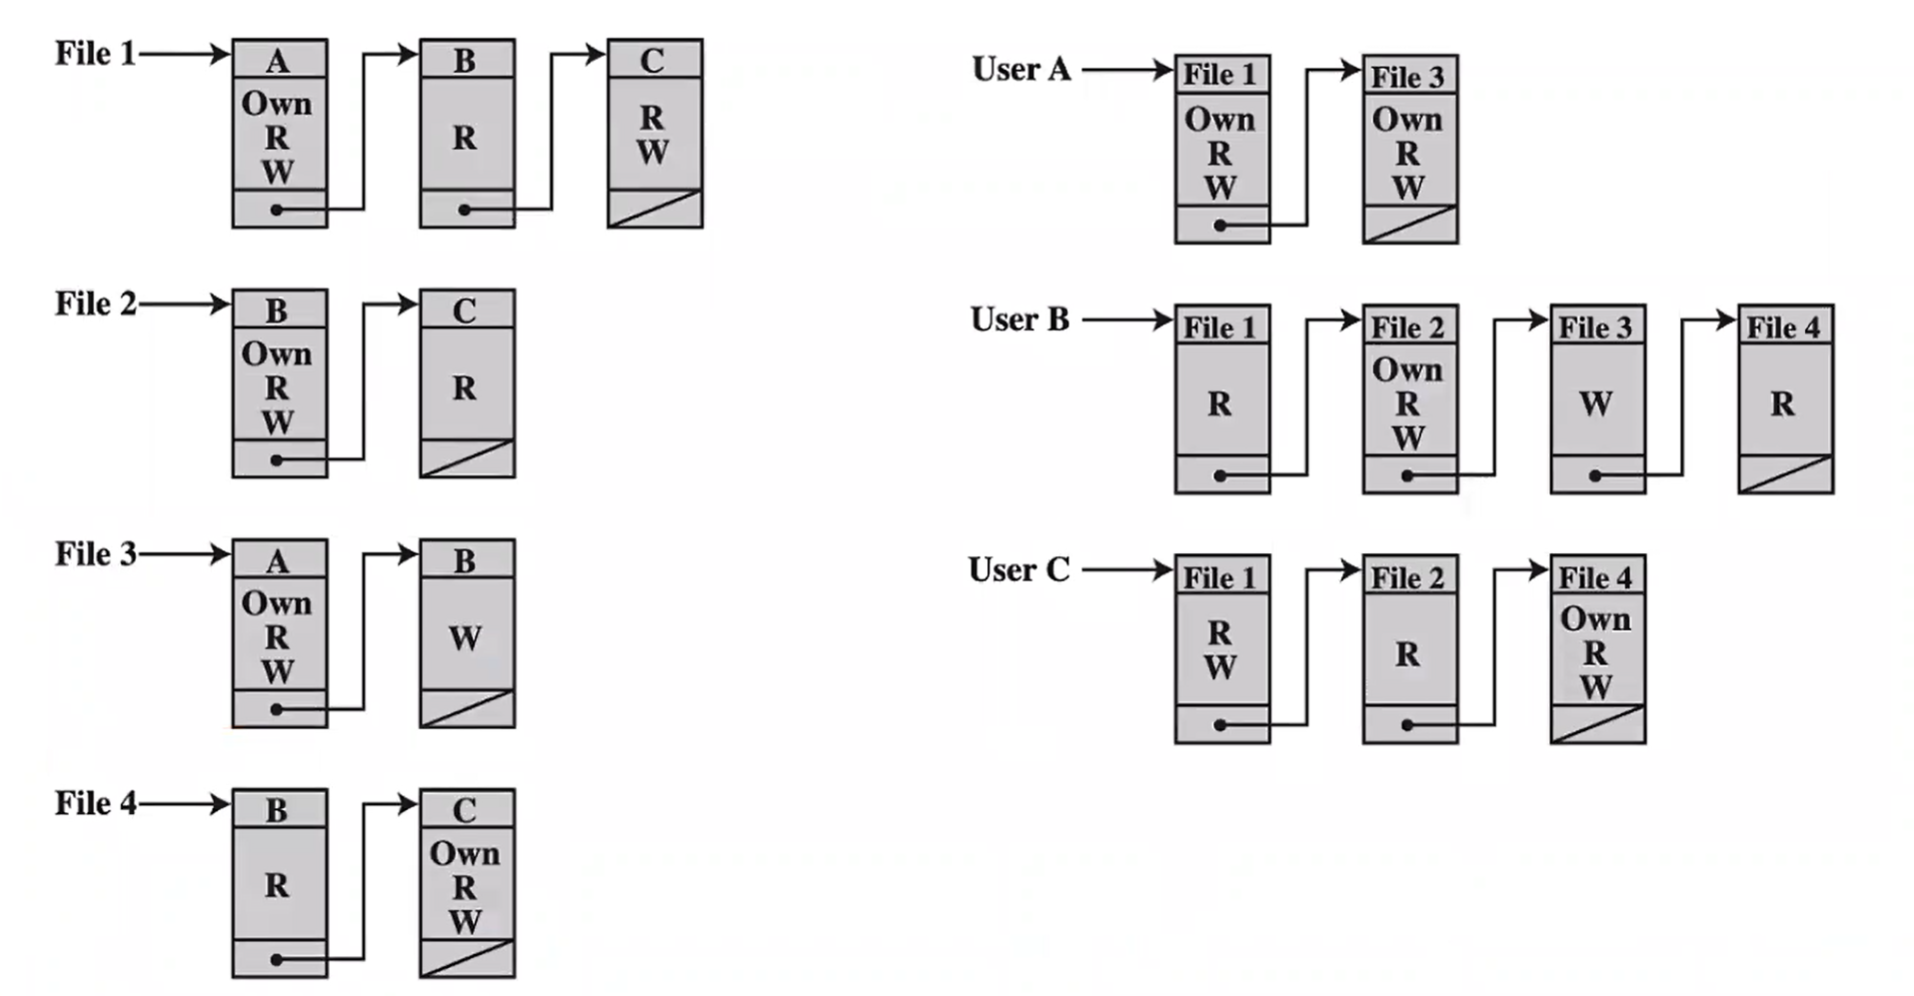 File 1
A
Own
R
W
B
R
C
R
W
File 2
B
Own
R
W
C
R
File 3
A
Own
R
W
B
W
File 4
B
R
C
Own
R
W
User A
File 1
Own
R
W
File 3
Own
R
W
User B
File 1
R
File 2
Own
R
W
File 3
W
File 4
R
User C
File 1
R
W
File 2
R
File 4
Own
R
W